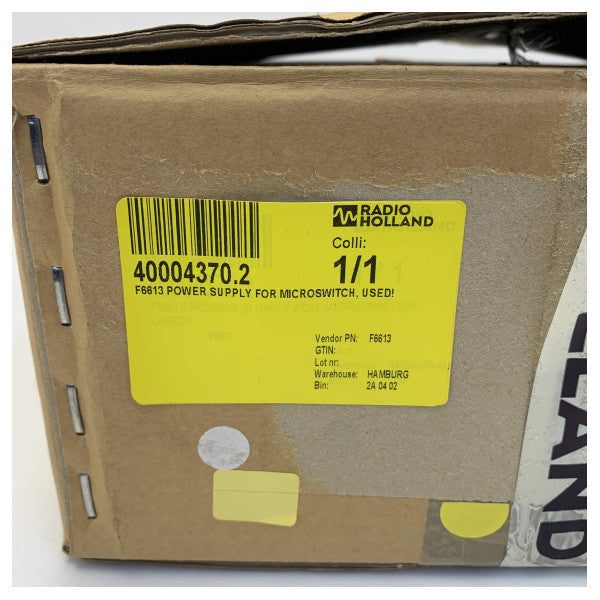 RADIO
HOLLAND
Colli:
40004370.2
1/1
F6613 POWER SUPPLY FOR MICROSWITCH, USED!
Vendor PN: F6613
GTIN:
Lot nr:
Warehouse: HAMBURG
Bin: 2A 04 02
LAND